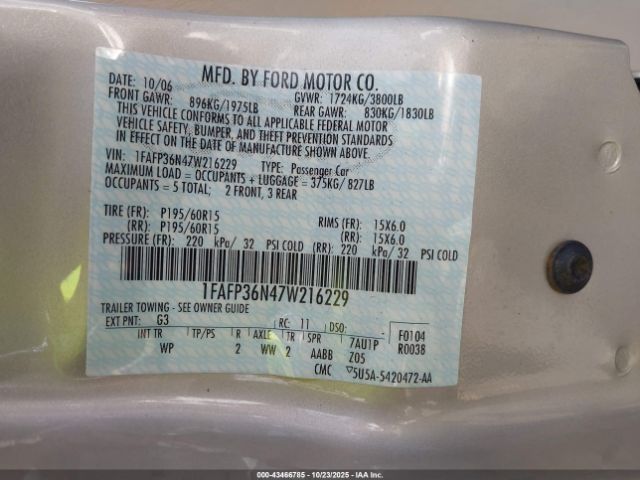 MFD. BY FORD MOTOR CO.
DATE: 10/06 GVWR: 1724KG/3800LB
FRONT GAWR: 896KG/1975LB REAR GAWR: 830KG/1830LB
THIS VEHICLE CONFORMS TO ALL APPLICABLE FEDERAL MOTOR
VEHICLE SAFETY, BUMPER, AND THEFT PREVENTION STANDARDS
IN EFFECT ON THE DATE OF MANUFACTURE SHOWN ABOVE.
VIN: 1FAFP36N47W216229 TYPE: Passenger Car
MAXIMUM LOAD = OCCUPANTS + LUGGAGE = 375KG/ 827LB
OCCUPANTS = 5 TOTAL; 2 FRONT, 3 REAR
TIRE (FR): P195/60R15 RIMS (FR): 15X6.0
(RR): P195/60R15 (RR): 15X6.0
PRESSURE (FR): 220 kPa/ 32 PSI COLD (RR): 220 kPa/ 32 PSI COLD
1FAFP36N47W216229
TRAILER TOWING - SEE OWNER GUIDE
EXT PNT: G3 RC: 11 DSO: F0104
INT TR TP/PS R AXLE TR SPR 7AU1P R0038
WP 2 WW 2 AABB Z05
CMC ▽5U5A-5420472-AA
000-43466785 - 10/23/2025 - IAA Inc.